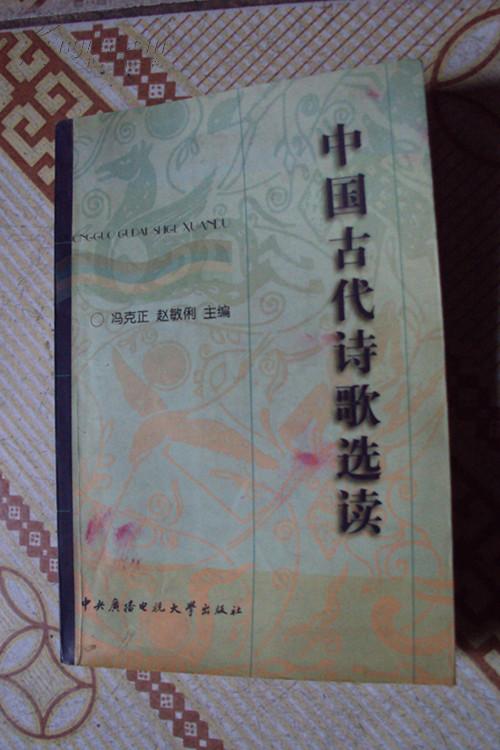 中国古代诗歌选读
ONGGUO GUDAI SHIGE XUANDU
冯克正 赵敏俐 主编
中央广播电视大学出版社